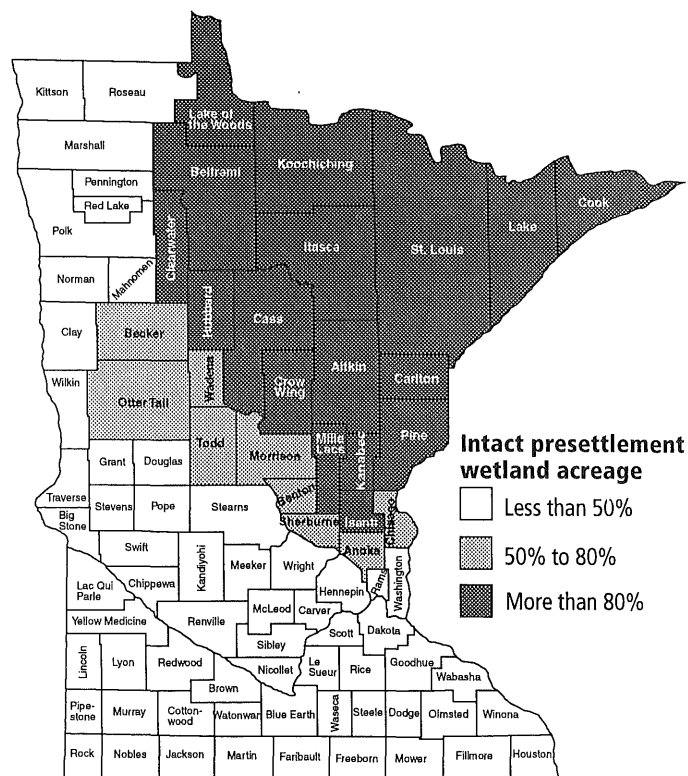 Kittson
Roseau
Lake of
the Woods
Marshall
Koochiching
Beltrami
Pennington
Cook
Red Lake
Polk
Clearwater
Lake
Itasca
St. Louis
Norman
Mahnomen
Hubbard
Cass
Clay
Becker
Aitkin
Wadena
Carlton
Wilkin
Crow
Wing
Otter Tail
Pine
Todd
Mille
Lacs
Kanabec
Morrison
Grant
Douglas
Traverse
Benton
Stevens
Pope
Stearns
Big
Stone
Sherburne
Isanti
Chisago
Swift
Kandiyohi
Meeker
Wright
Anoka
Lac Qui
Parle
Chippewa
Hennepin
Rams
Washington
McLeod
Carver
Yellow Medicine
Renville
Scott
Dakota
Sibley
Lincoln
Lyon
Redwood
Nicollet
Le
Sueur
Rice
Goodhue
Wabasha
Brown
Pipe-
stone
Murray
Cotton-
wood
Watonwan
Blue Earth
Waseca
Steele
Dodge
Olmsted
Winona
Rock
Nobles
Jackson
Martin
Faribault
Freeborn
Mower
Fillmore
Houston
Intact presettlement
wetland acreage
Less than 50%
50% to 80%
More than 80%